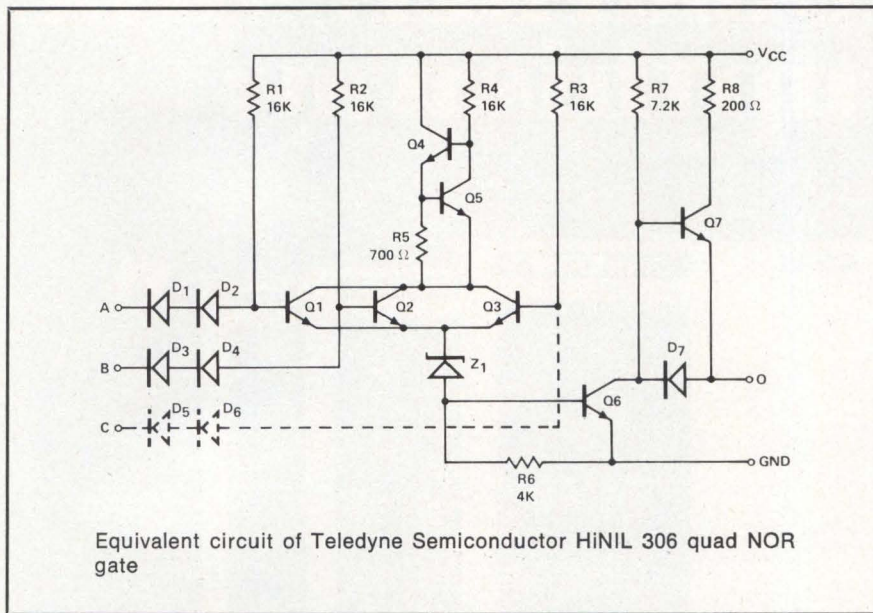 VCC
R1
16K
R2
16K
R4
16K
R3
16K
R7
7.2K
R8
200 Ω
Q4
Q5
Q7
R5
700 Ω
A
D1
D2
Q1
Q2
Q3
B
D3
D4
Z1
D7
O
Q6
C
D5
D6
GND
R6
4K
Equivalent circuit of Teledyne Semiconductor HiNIL 306 quad NOR
gate